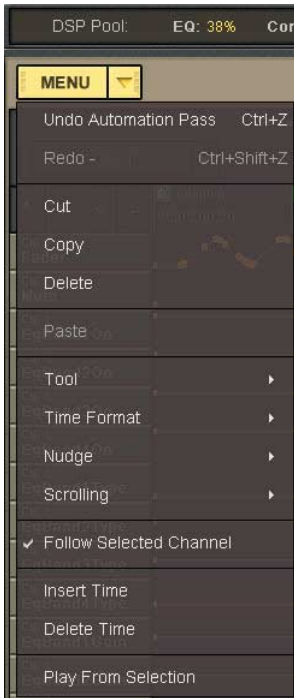 DSP Pool: EQ: 38% Con
MENU
Undo Automation Pass Ctrl+Z
Redo - Ctrl+Shift+Z
Cut
Copy
Delete
Paste
Tool
Time Format
Nudge
Scrolling
Follow Selected Channel
Insert Time
Delete Time
Play From Selection